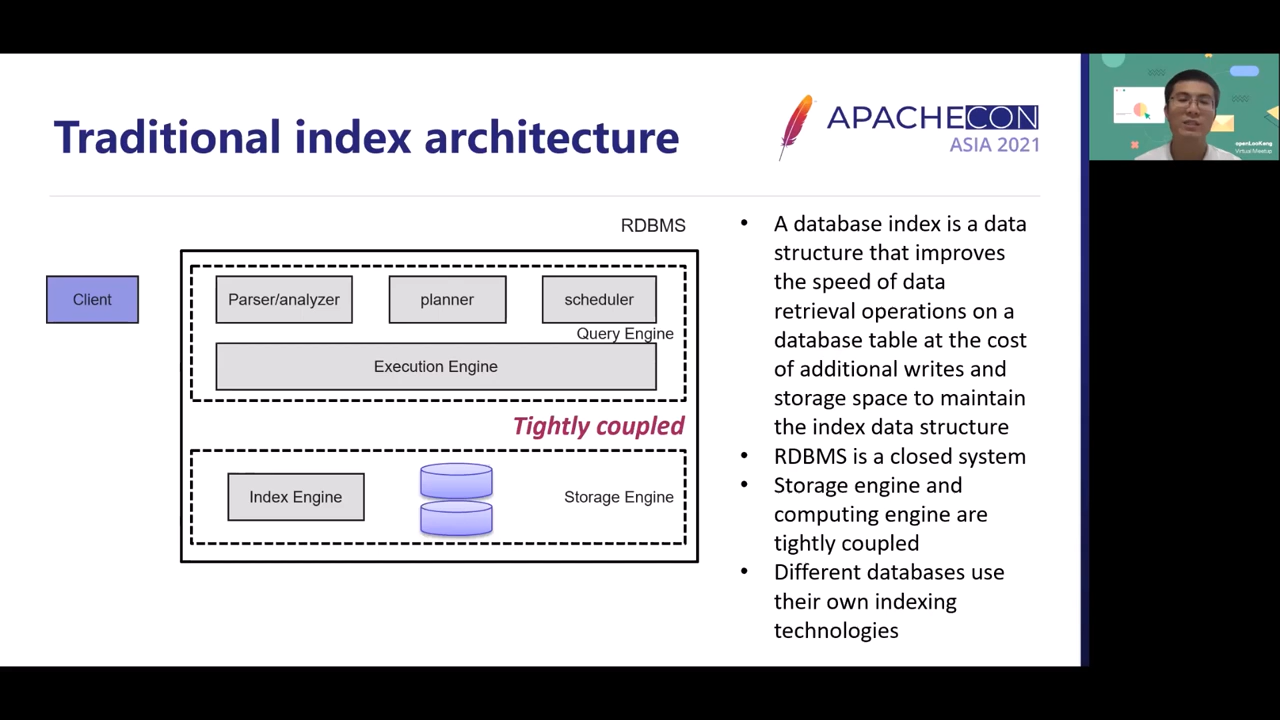 Traditional index architecture
APACHECON
ASIA 2021
RDBMS
Client
Parser/analyzer
planner
scheduler
Query Engine
Execution Engine
Tightly coupled
Index Engine
Storage Engine
• A database index is a data
structure that improves
the speed of data
retrieval operations on a
database table at the cost
of additional writes and
storage space to maintain
the index data structure
• RDBMS is a closed system
• Storage engine and
computing engine are
tightly coupled
• Different databases use
their own indexing
technologies
openLooKeng
Virtual Meetup